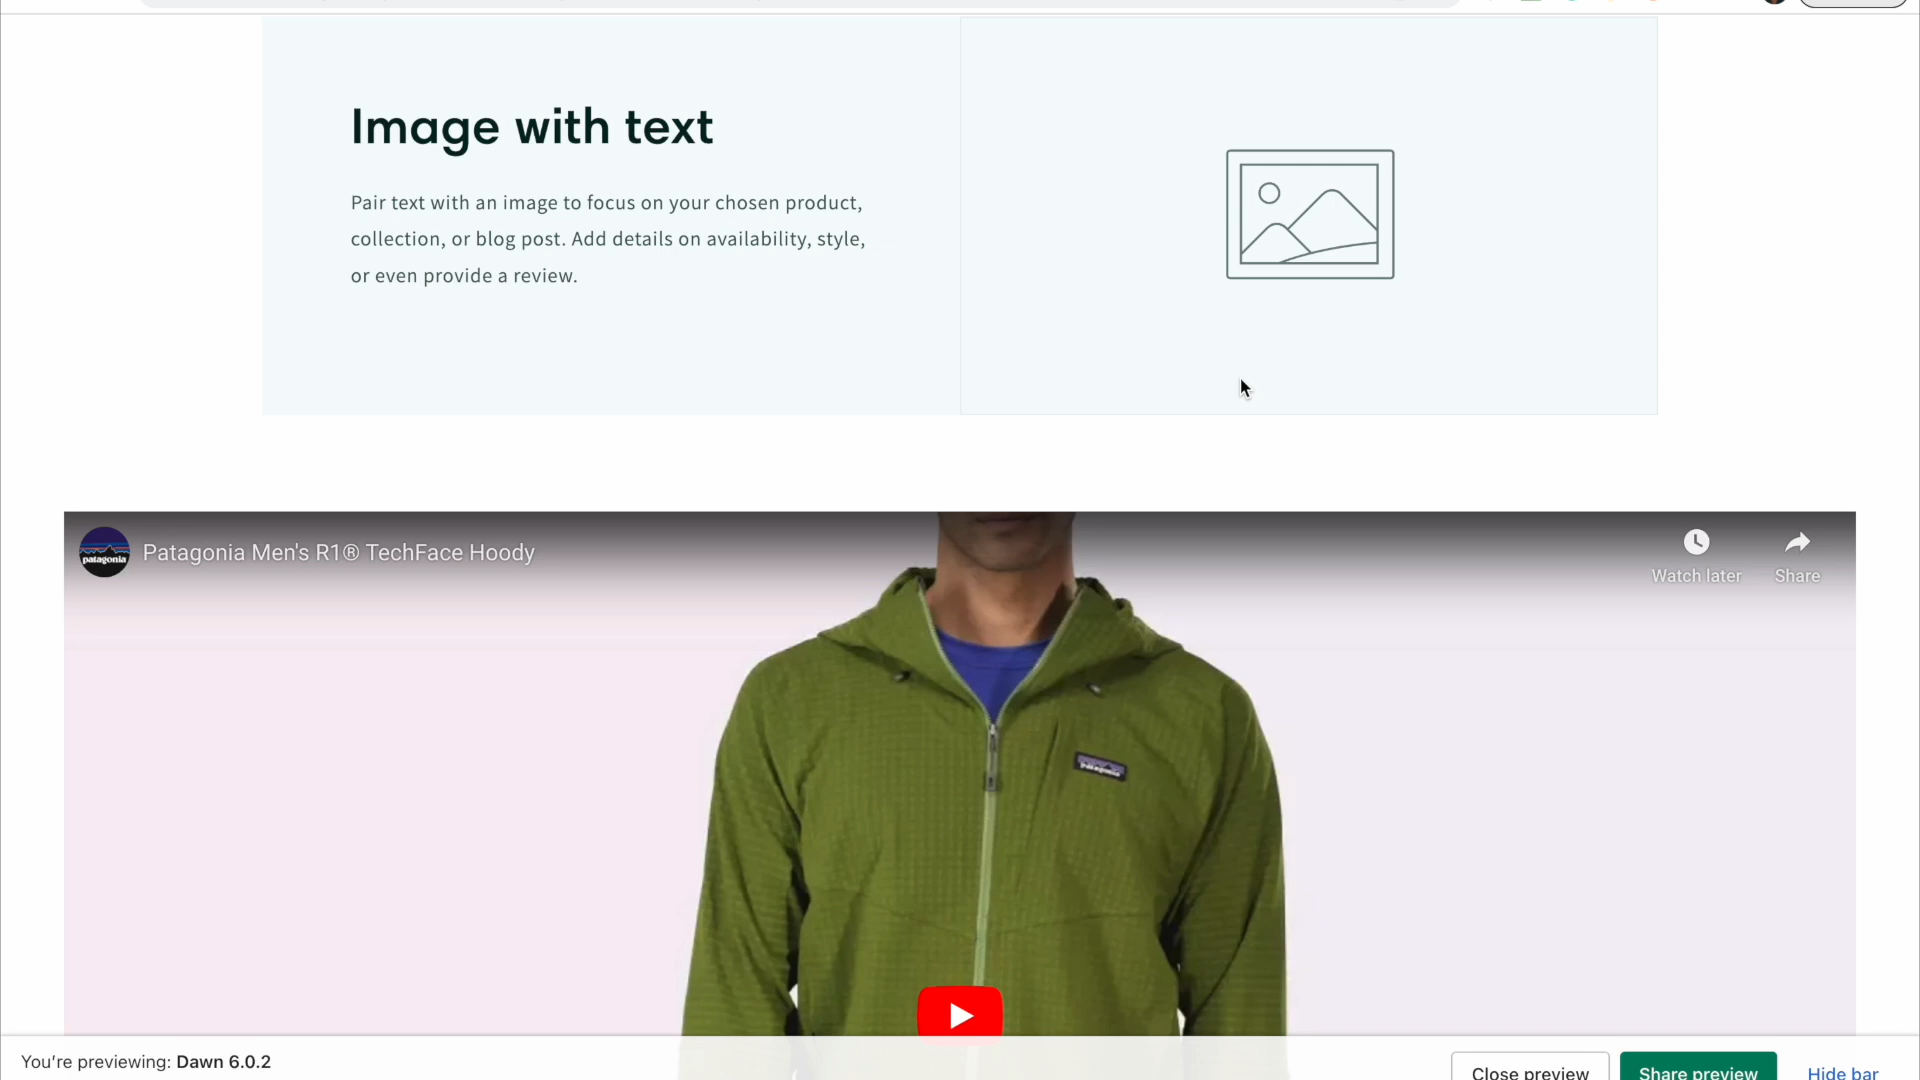 Image with text
Pair text with an image to focus on your chosen product,
collection, or blog post. Add details on availability, style,
or even provide a review.
patagonia
Patagonia Men's R1® TechFace Hoody
Watch later
Share
patagonia
You're previewing: Dawn 6.0.2
Close preview
Share preview
Hide bar